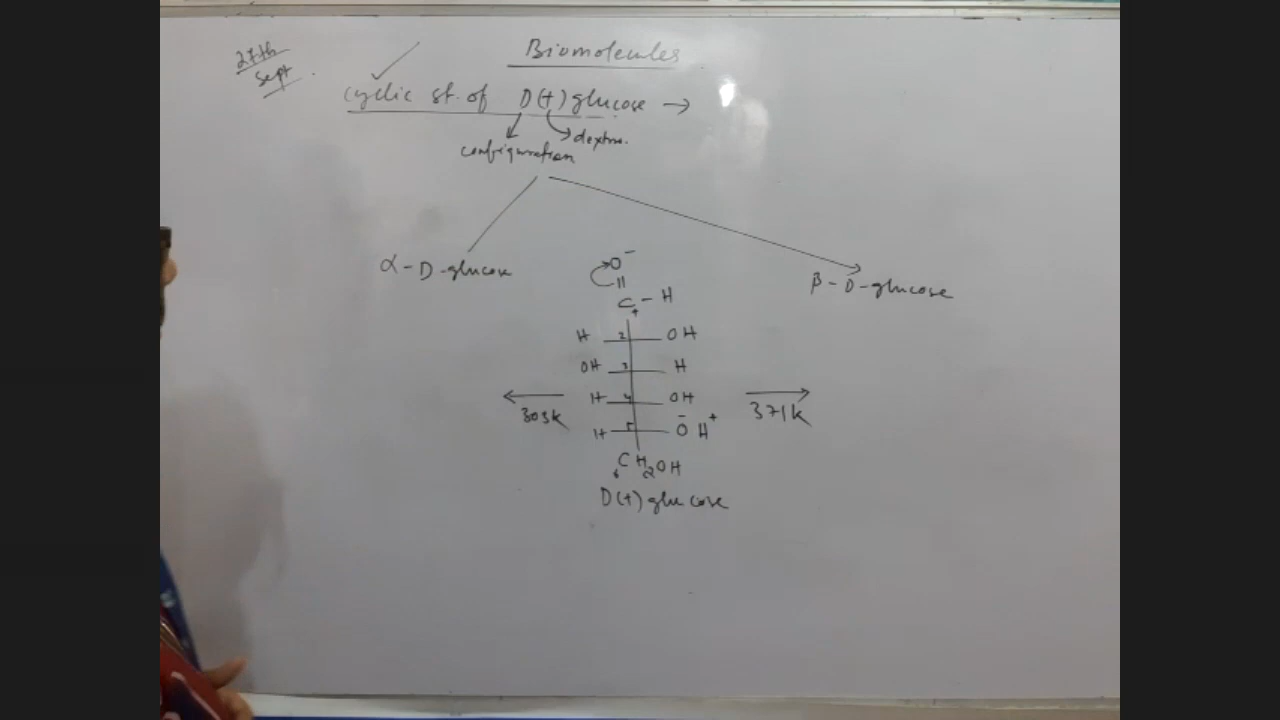 27th
Sept.
Biomolecules
cyclic st. of D(+) glucose →
configuration
dextro.
α-D-glucose
β-D-glucose
O⁻
||
C - H
+
H 2 OH
OH 3 H
H 4 OH
H 5 O⁻ H⁺
6CH2OH
D(+) glucose
303K
371K